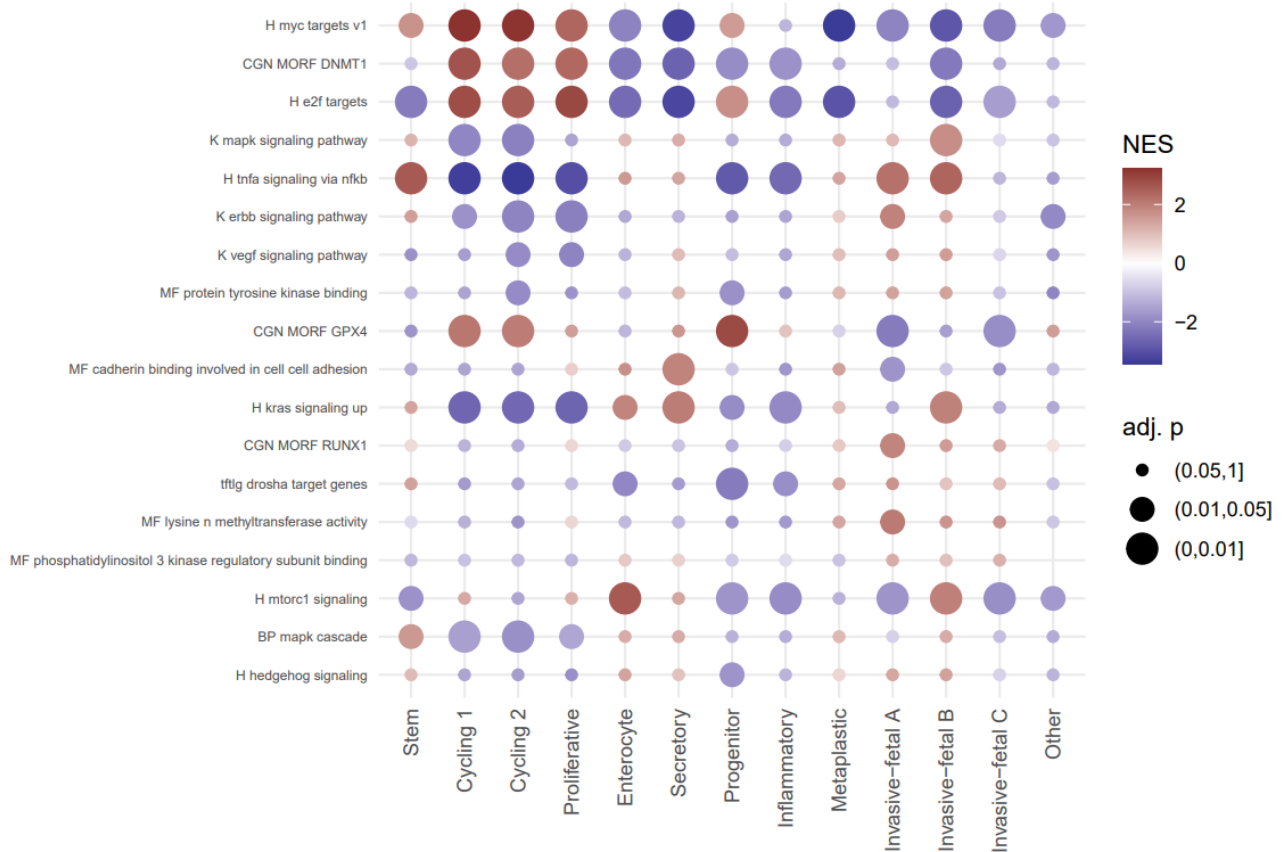 H myc targets v1
CGN MORF DNMT1
H e2f targets
K mapk signaling pathway
H tnfa signaling via nfkb
K erbb signaling pathway
K vegf signaling pathway
MF protein tyrosine kinase binding
CGN MORF GPX4
MF cadherin binding involved in cell cell adhesion
H kras signaling up
CGN MORF RUNX1
tftlg drosha target genes
MF lysine n methyltransferase activity
MF phosphatidylinositol 3 kinase regulatory subunit binding
H mtorc1 signaling
BP mapk cascade
H hedgehog signaling
Stem
Cycling 1
Cycling 2
Proliferative
Enterocyte
Secretory
Progenitor
Inflammatory
Metaplastic
Invasive−fetal A
Invasive−fetal B
Invasive−fetal C
Other
NES
2
0
−2
adj. p
(0.05,1]
(0.01,0.05]
(0,0.01]